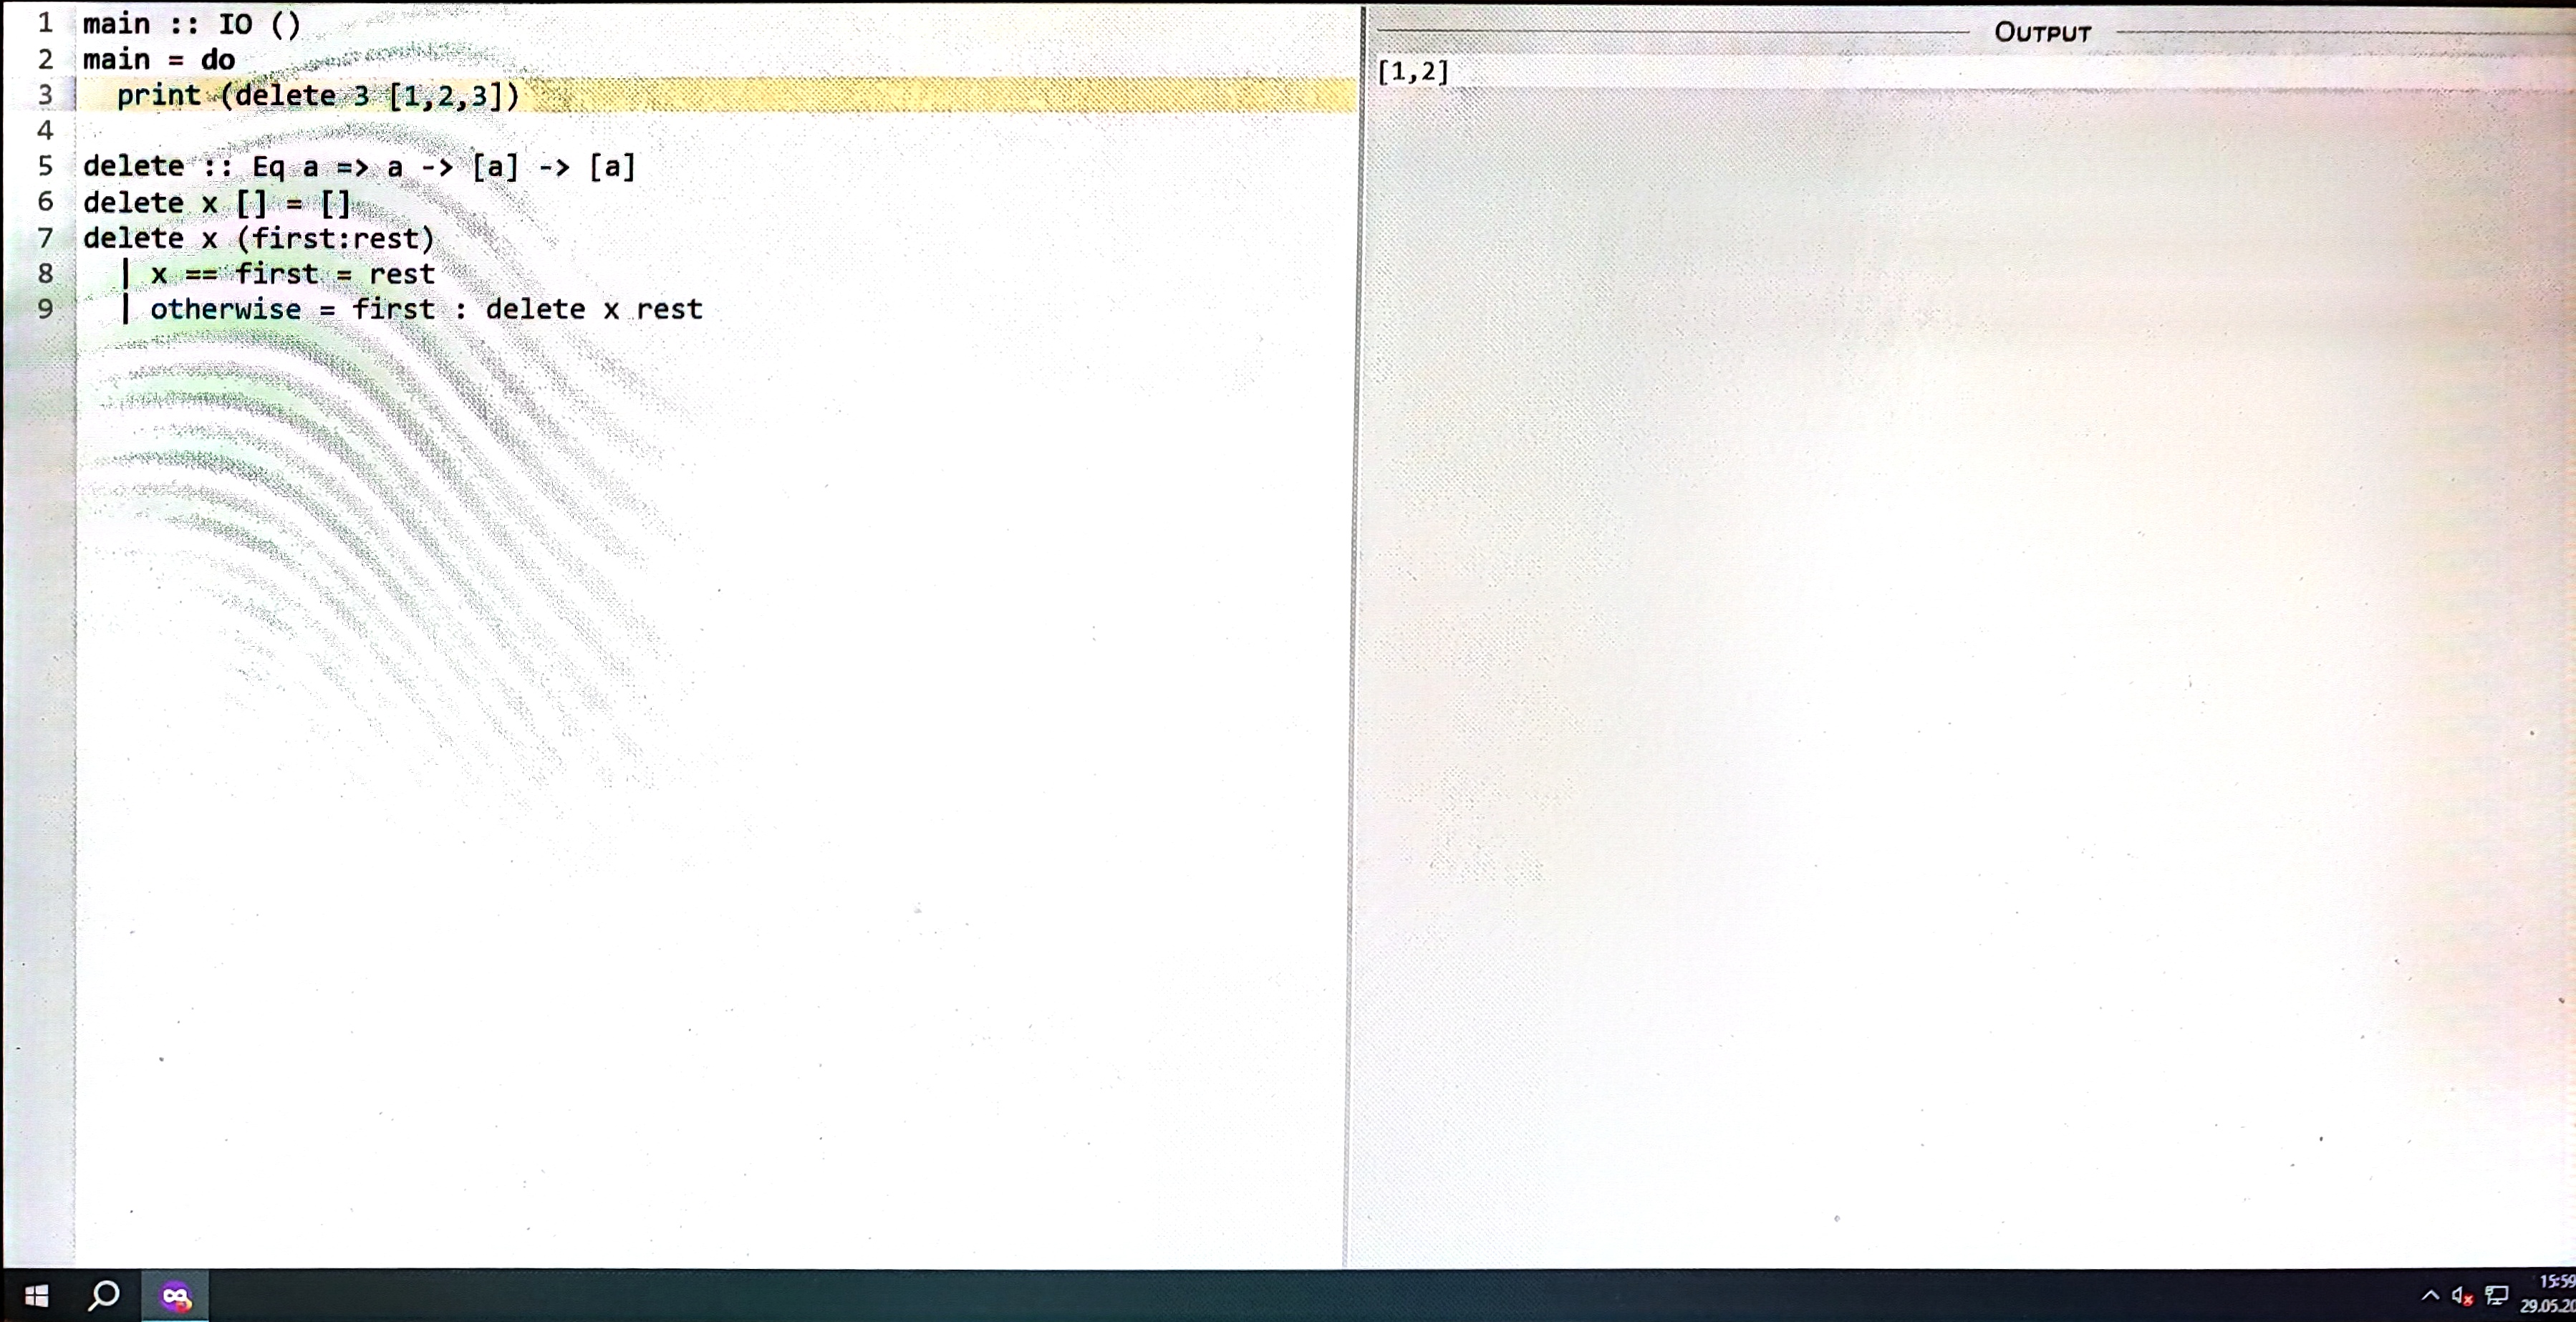 1 main :: IO ()
2 main = do
3   print (delete 3 [1,2,3])
4
5 delete :: Eq a => a -> [a] -> [a]
6 delete x [] = []
7 delete x (first:rest)
8   | x == first = rest
9   | otherwise = first : delete x rest
OUTPUT
[1,2]
15:59
29.05.20